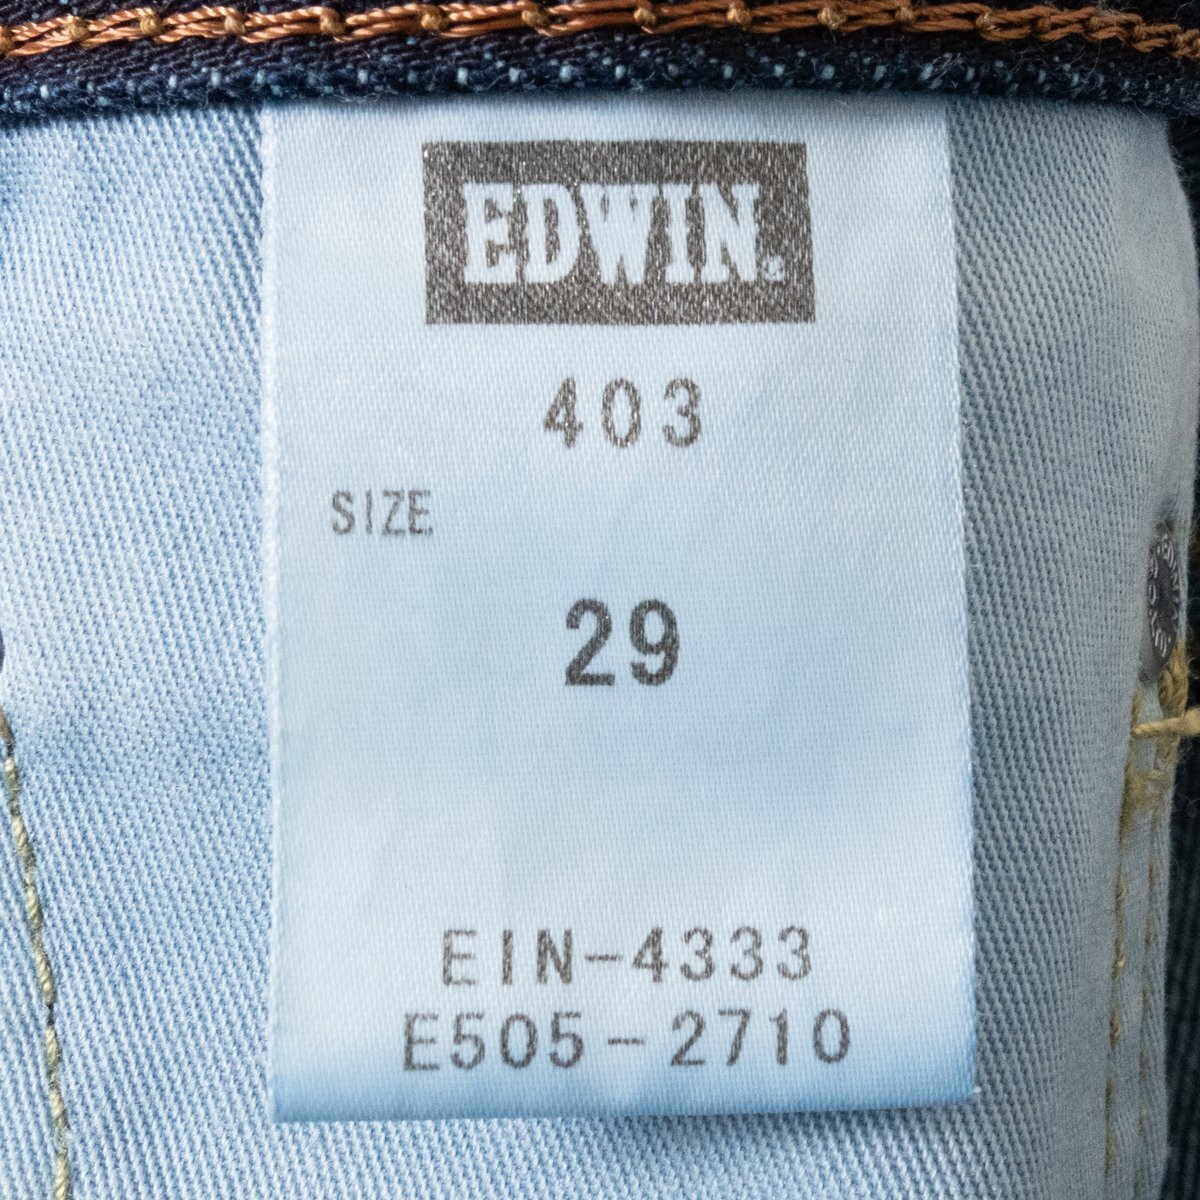 EDWIN®
403
SIZE
29
EIN-4333
E505-2710